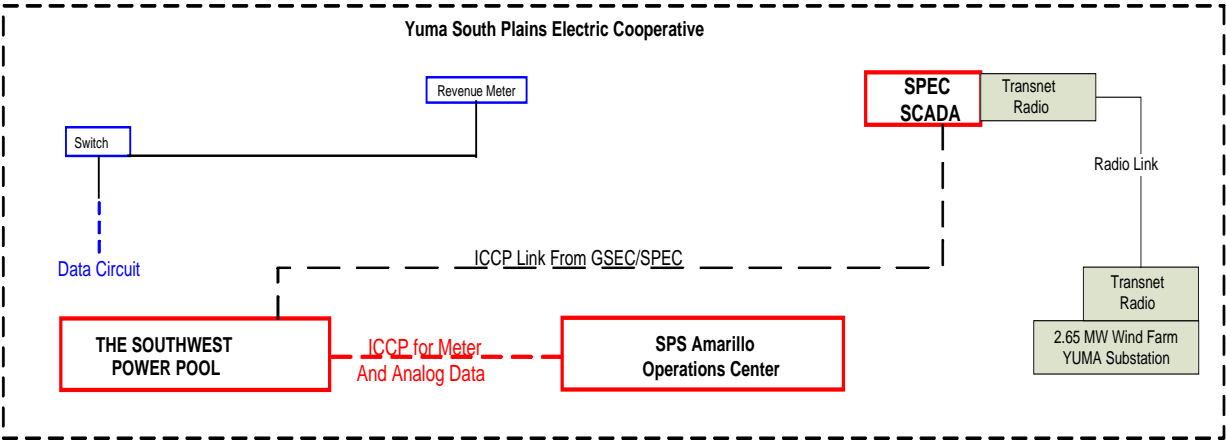 Yuma South Plains Electric Cooperative
Revenue Meter
SPEC
SCADA
Transnet
Radio
Switch
Radio Link
Data Circuit
ICCP Link From GSEC/SPEC
Transnet
Radio
THE SOUTHWEST
POWER POOL
ICCP for Meter
And Analog Data
SPS Amarillo
Operations Center
2.65 MW Wind Farm
YUMA Substation